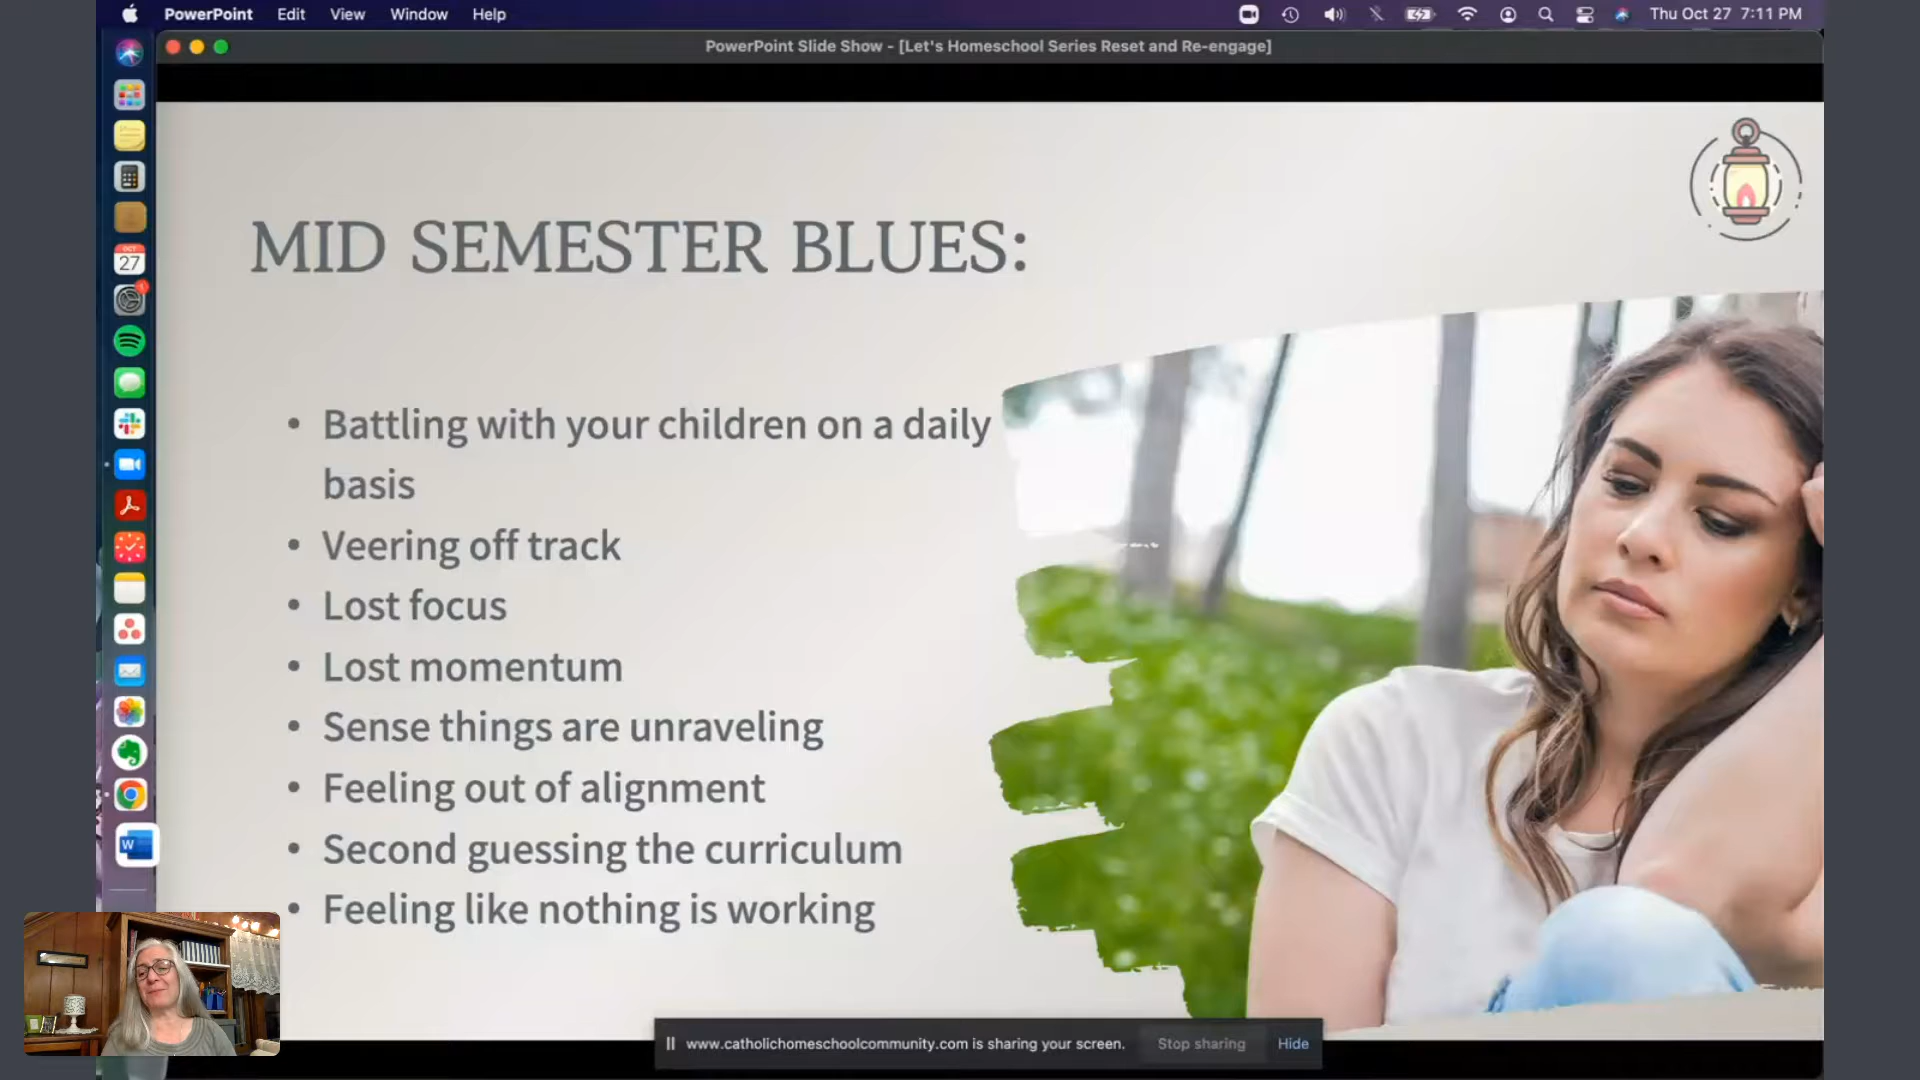 PowerPoint Edit View Window Help
Thu Oct 27 7:11 PM
PowerPoint Slide Show - [Let's Homeschool Series Reset and Re-engage]
OCT
27
MID SEMESTER BLUES:
• Battling with your children on a daily
basis
• Veering off track
• Lost focus
• Lost momentum
• Sense things are unraveling
• Feeling out of alignment
• Second guessing the curriculum
• Feeling like nothing is working
W
www.catholichomeschoolcommunity.com is sharing your screen. Stop sharing Hide